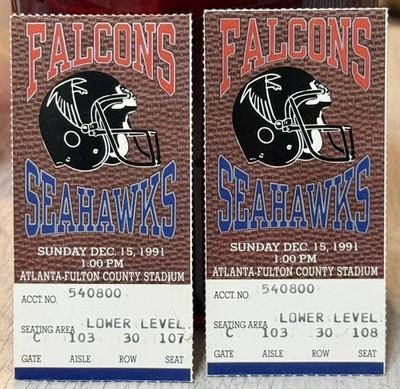 FALCONS
SEAHAWKS
SUNDAY DEC. 15, 1991
1:00 PM
ATLANTA-FULTON COUNTY STADIUM
ACCT. NO. 540800
SEATING AREA LOWER LEVEL
C 103 30 107
GATE AISLE ROW SEAT
FALCONS
SEAHAWKS
SUNDAY DEC. 15, 1991
1:00 PM
ATLANTA-FULTON COUNTY STADIUM
ACCT. NO. 540800
SEATING AREA LOWER LEVEL
C 103 30 108
GATE AISLE ROW SEAT